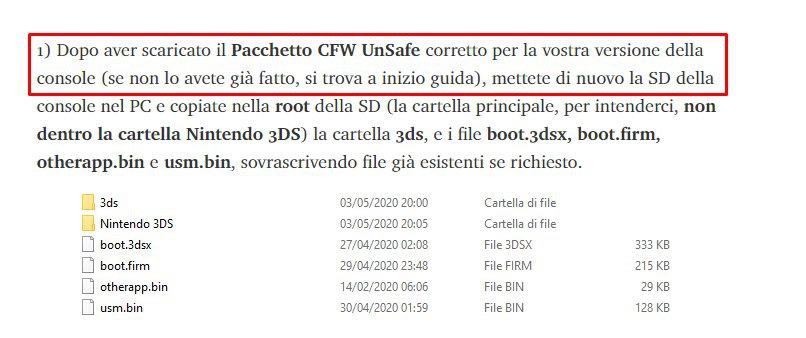 1) Dopo aver scaricato il Pacchetto CFW UnSafe corretto per la vostra versione della
console (se non lo avete già fatto, si trova a inizio guida), mettete di nuovo la SD della
console nel PC e copiate nella root della SD (la cartella principale, per intenderci, non
dentro la cartella Nintendo 3DS) la cartella 3ds, e i file boot.3dsx, boot.firm,
otherapp.bin e usm.bin, sovrascrivendo file già esistenti se richiesto.
3ds 03/05/2020 20:00 Cartella di file
Nintendo 3DS 03/05/2020 20:05 Cartella di file
boot.3dsx 27/04/2020 02:08 File 3DSX 333 KB
boot.firm 29/04/2020 23:48 File FIRM 215 KB
otherapp.bin 14/02/2020 06:06 File BIN 29 KB
usm.bin 30/04/2020 01:59 File BIN 128 KB